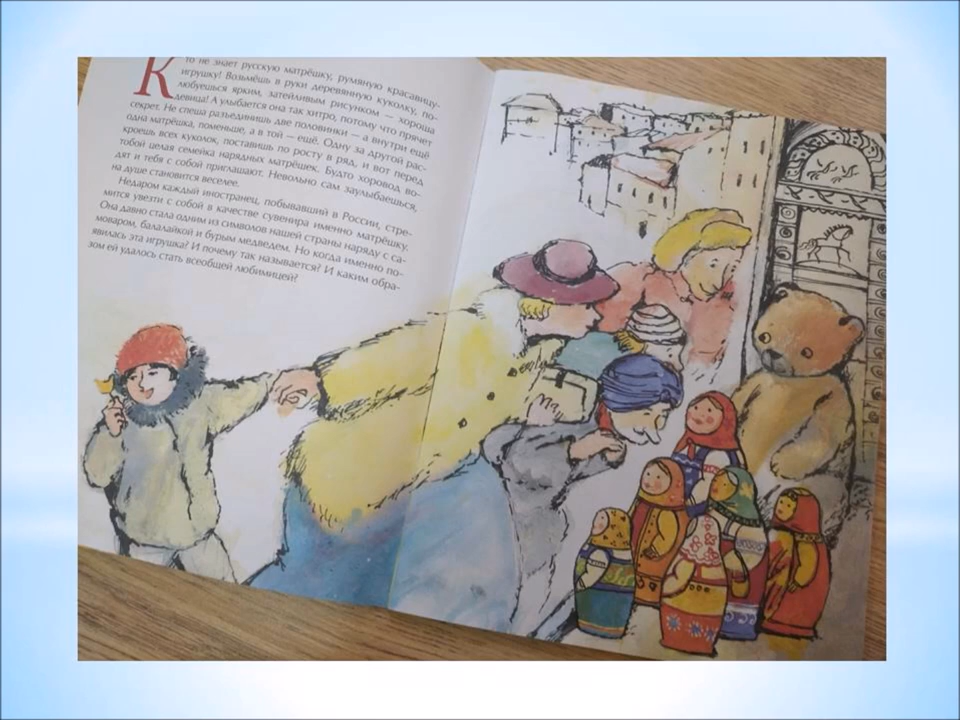 Кто не знает русскую матрёшку, румяную красавицу-
игрушку! Возьмёшь в руки деревянную куколку, по-
любуешься ярким, затейливым рисунком — хороша
девица! А улыбается она так хитро, потому что прячет
секрет. Не спеша разъединишь две половинки — а внутри ещё
одна матрёшка, поменьше, а в той — ещё. Одну за другой рас-
кроешь всех куколок, поставишь по росту в ряд, и вот перед
тобой целая семейка нарядных матрёшек. Будто хоровод во-
дят и тебя с собой приглашают. Невольно сам заулыбаешься,
на душе становится веселее.
Недаром каждый иностранец, побывавший в России, стре-
мится увезти с собой в качестве сувенира именно матрёшку.
Она давно стала одним из символов нашей страны наряду с са-
моваром, балалайкой и бурым медведем. Но когда именно по-
явилась эта игрушка? И почему так называется? И каким обра-
зом ей удалось стать всеобщей любимицей?